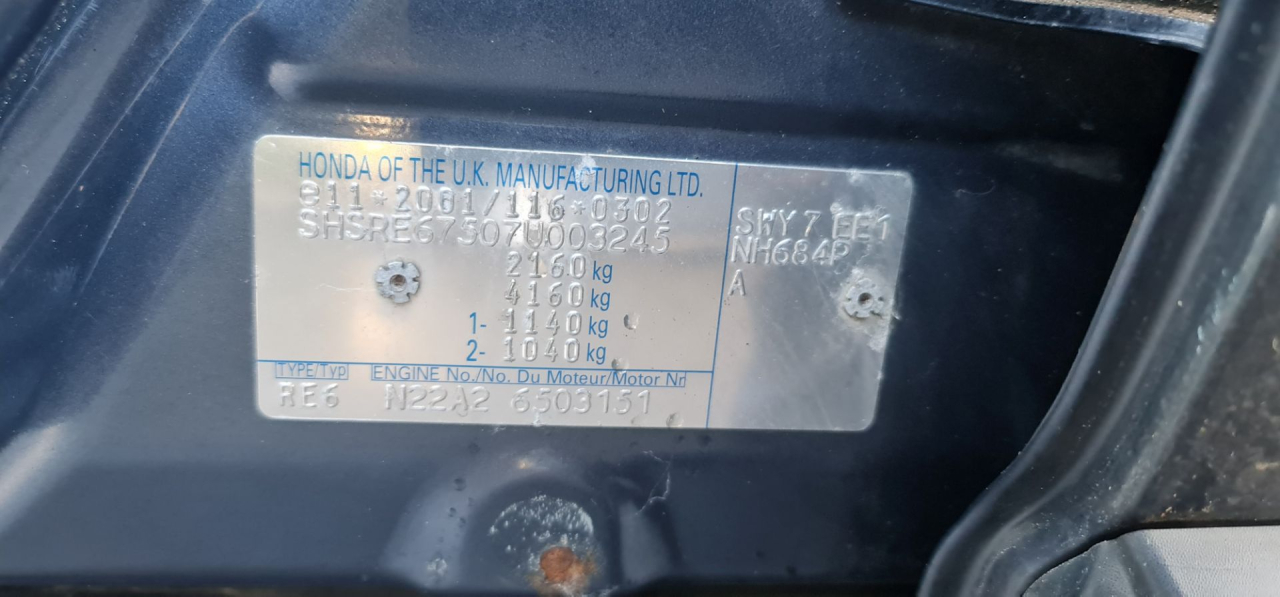 HONDA OF THE U.K. MANUFACTURING LTD.
e11*2001/116*0302
SHSRE67507U003245
2160 kg
4160 kg
1- 1140 kg
2- 1040 kg
TYPE/Typ ENGINE No./No. Du Moteur/Motor Nr
RE6 N22A2 6503151
SWY 7 EE1
NH684P
A